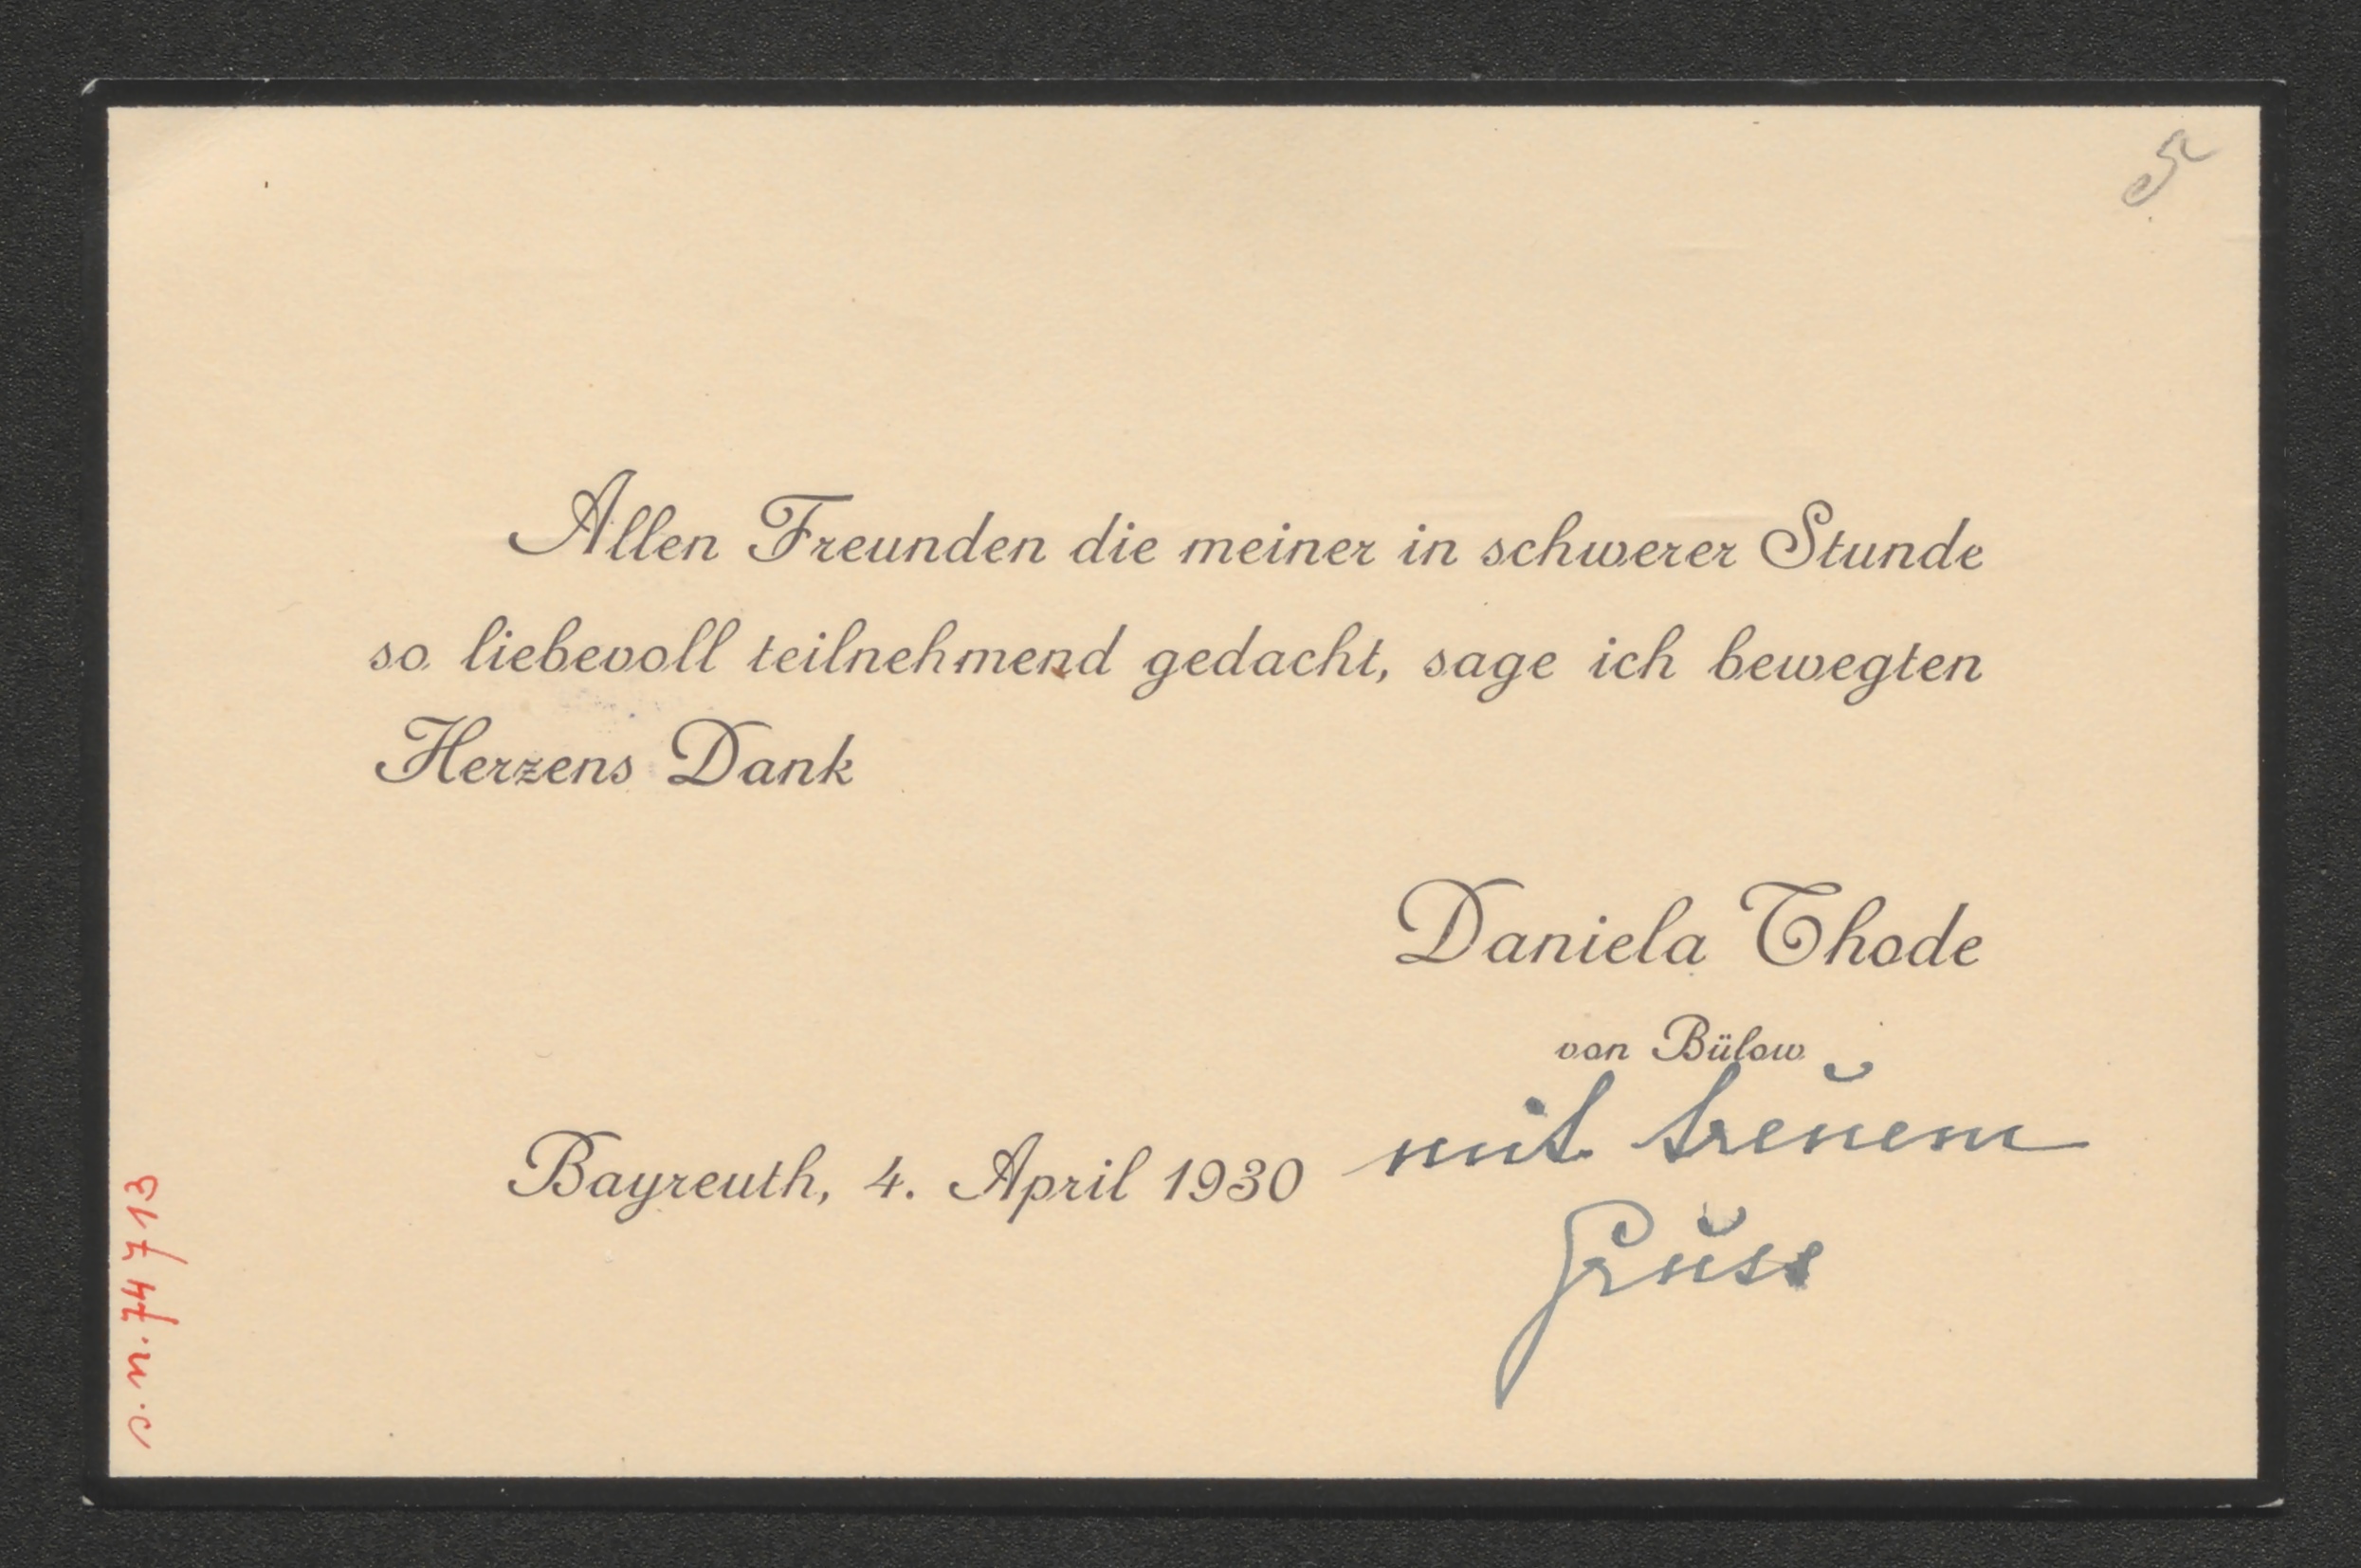 5
Allen Freunden die meiner in schwerer Stunde
so liebevoll teilnehmend gedacht, sage ich bewegten
Herzens Dank
Daniela Thode
von Bülow
mit treuem
Bayreuth, 4. April 1930
Gruss